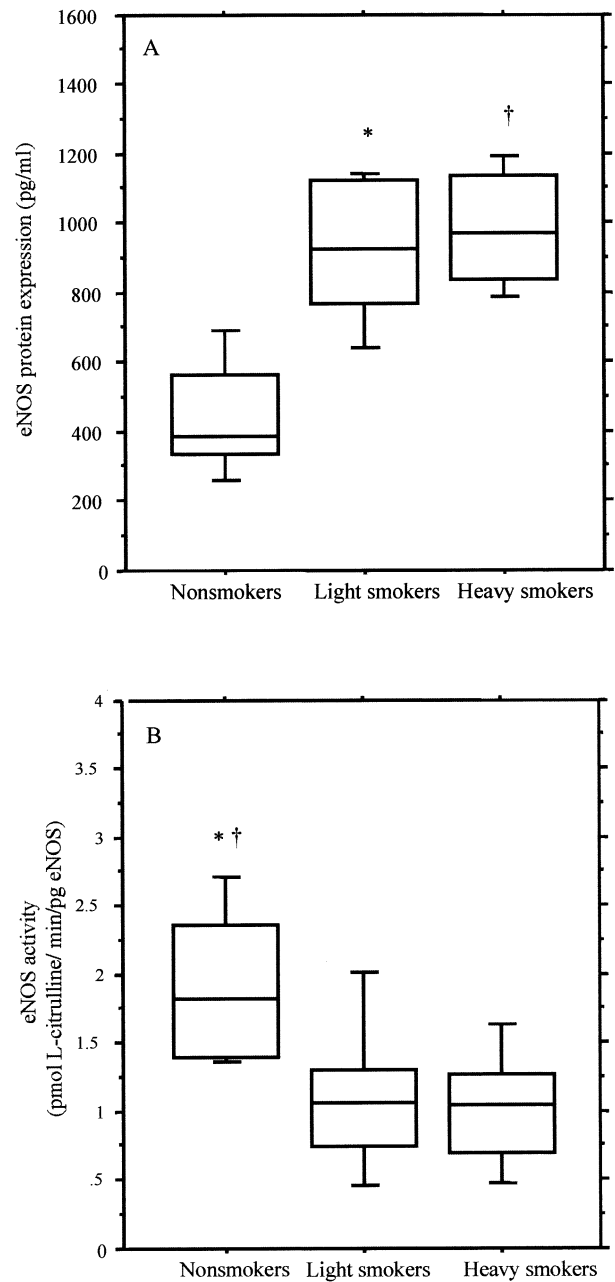 1600
A
1400
*
†
1200
1000
800
600
400
200
0
eNOS protein expression (pg/ml)
Nonsmokers
Light smokers
Heavy smokers
4
B
3.5
3
* †
2.5
2
1.5
1
.5
0
eNOS activity
(pmol L-citrulline/ min/pg eNOS)
Nonsmokers
Light smokers
Heavy smokers